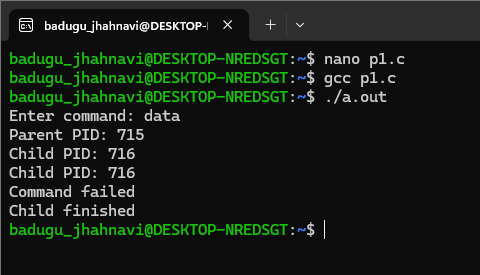 badugu_jhahnavi@DESKTOP-
badugu_jhahnavi@DESKTOP-NREDSGT:~$ nano p1.c
badugu_jhahnavi@DESKTOP-NREDSGT:~$ gcc p1.c
badugu_jhahnavi@DESKTOP-NREDSGT:~$ ./a.out
Enter command: data
Parent PID: 715
Child PID: 716
Child PID: 716
Command failed
Child finished
badugu_jhahnavi@DESKTOP-NREDSGT:~$